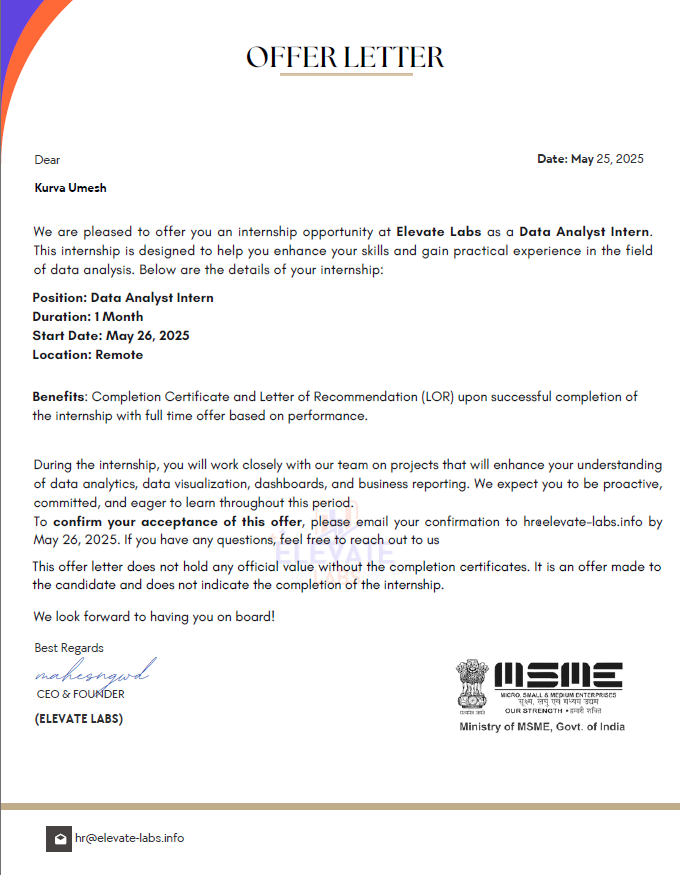 OFFER LETTER
Dear
Date: May 25, 2025
Kurva Umesh
We are pleased to offer you an internship opportunity at Elevate Labs as a Data Analyst Intern.
This internship is designed to help you enhance your skills and gain practical experience in the field
of data analysis. Below are the details of your internship:
Position: Data Analyst Intern
Duration: 1 Month
Start Date: May 26, 2025
Location: Remote
Benefits: Completion Certificate and Letter of Recommendation (LOR) upon successful completion of
the internship with full time offer based on performance.
During the internship, you will work closely with our team on projects that will enhance your understanding
of data analytics, data visualization, dashboards, and business reporting. We expect you to be proactive,
committed, and eager to learn throughout this period.
To confirm your acceptance of this offer, please email your confirmation to hr@elevate-labs.info by
May 26, 2025. If you have any questions, feel free to reach out to us
ELEVATE
LABS
This offer letter does not hold any official value without the completion certificates. It is an offer made to
the candidate and does not indicate the completion of the internship.
We look forward to having you on board!
Best Regards
CEO & FOUNDER
(ELEVATE LABS)
MSME
MICRO, SMALL & MEDIUM ENTERPRISES
सूक्ष्म, लघु एवं मध्यम उद्यम
OUR STRENGTH • हमारी शक्ति
सत्यमेव जयते
Ministry of MSME, Govt. of India
hr@elevate-labs.info